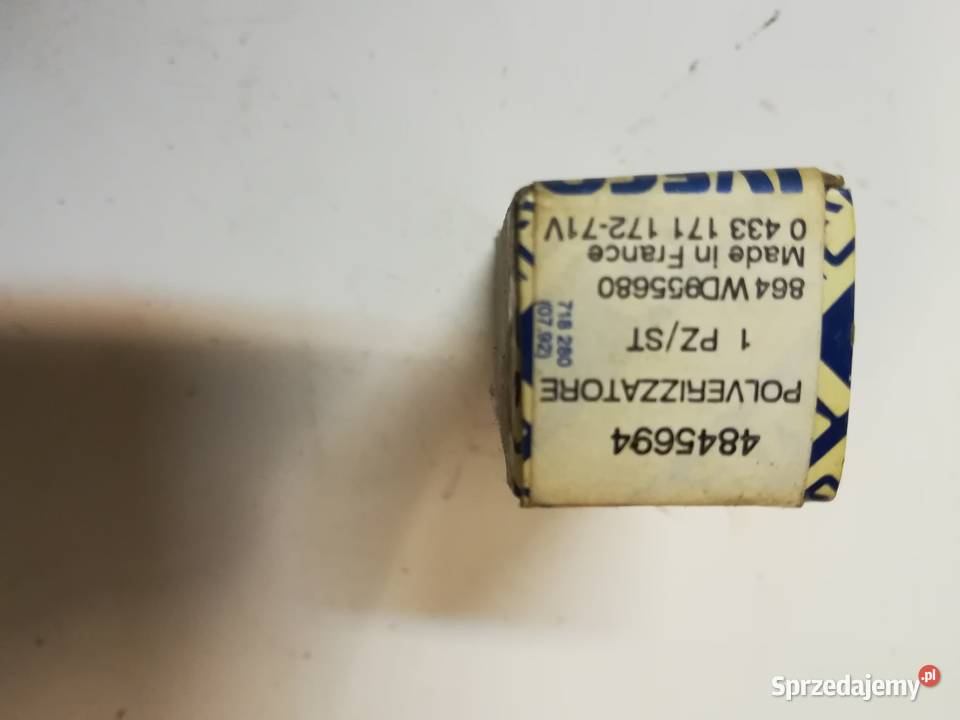 4845694
POLVERIZZATORE
1 PZ/ST
718 280
(07.92)
864 WD955680
Made in France
0 433 171 172-71V
IVECO
Sprzedajemy.pl